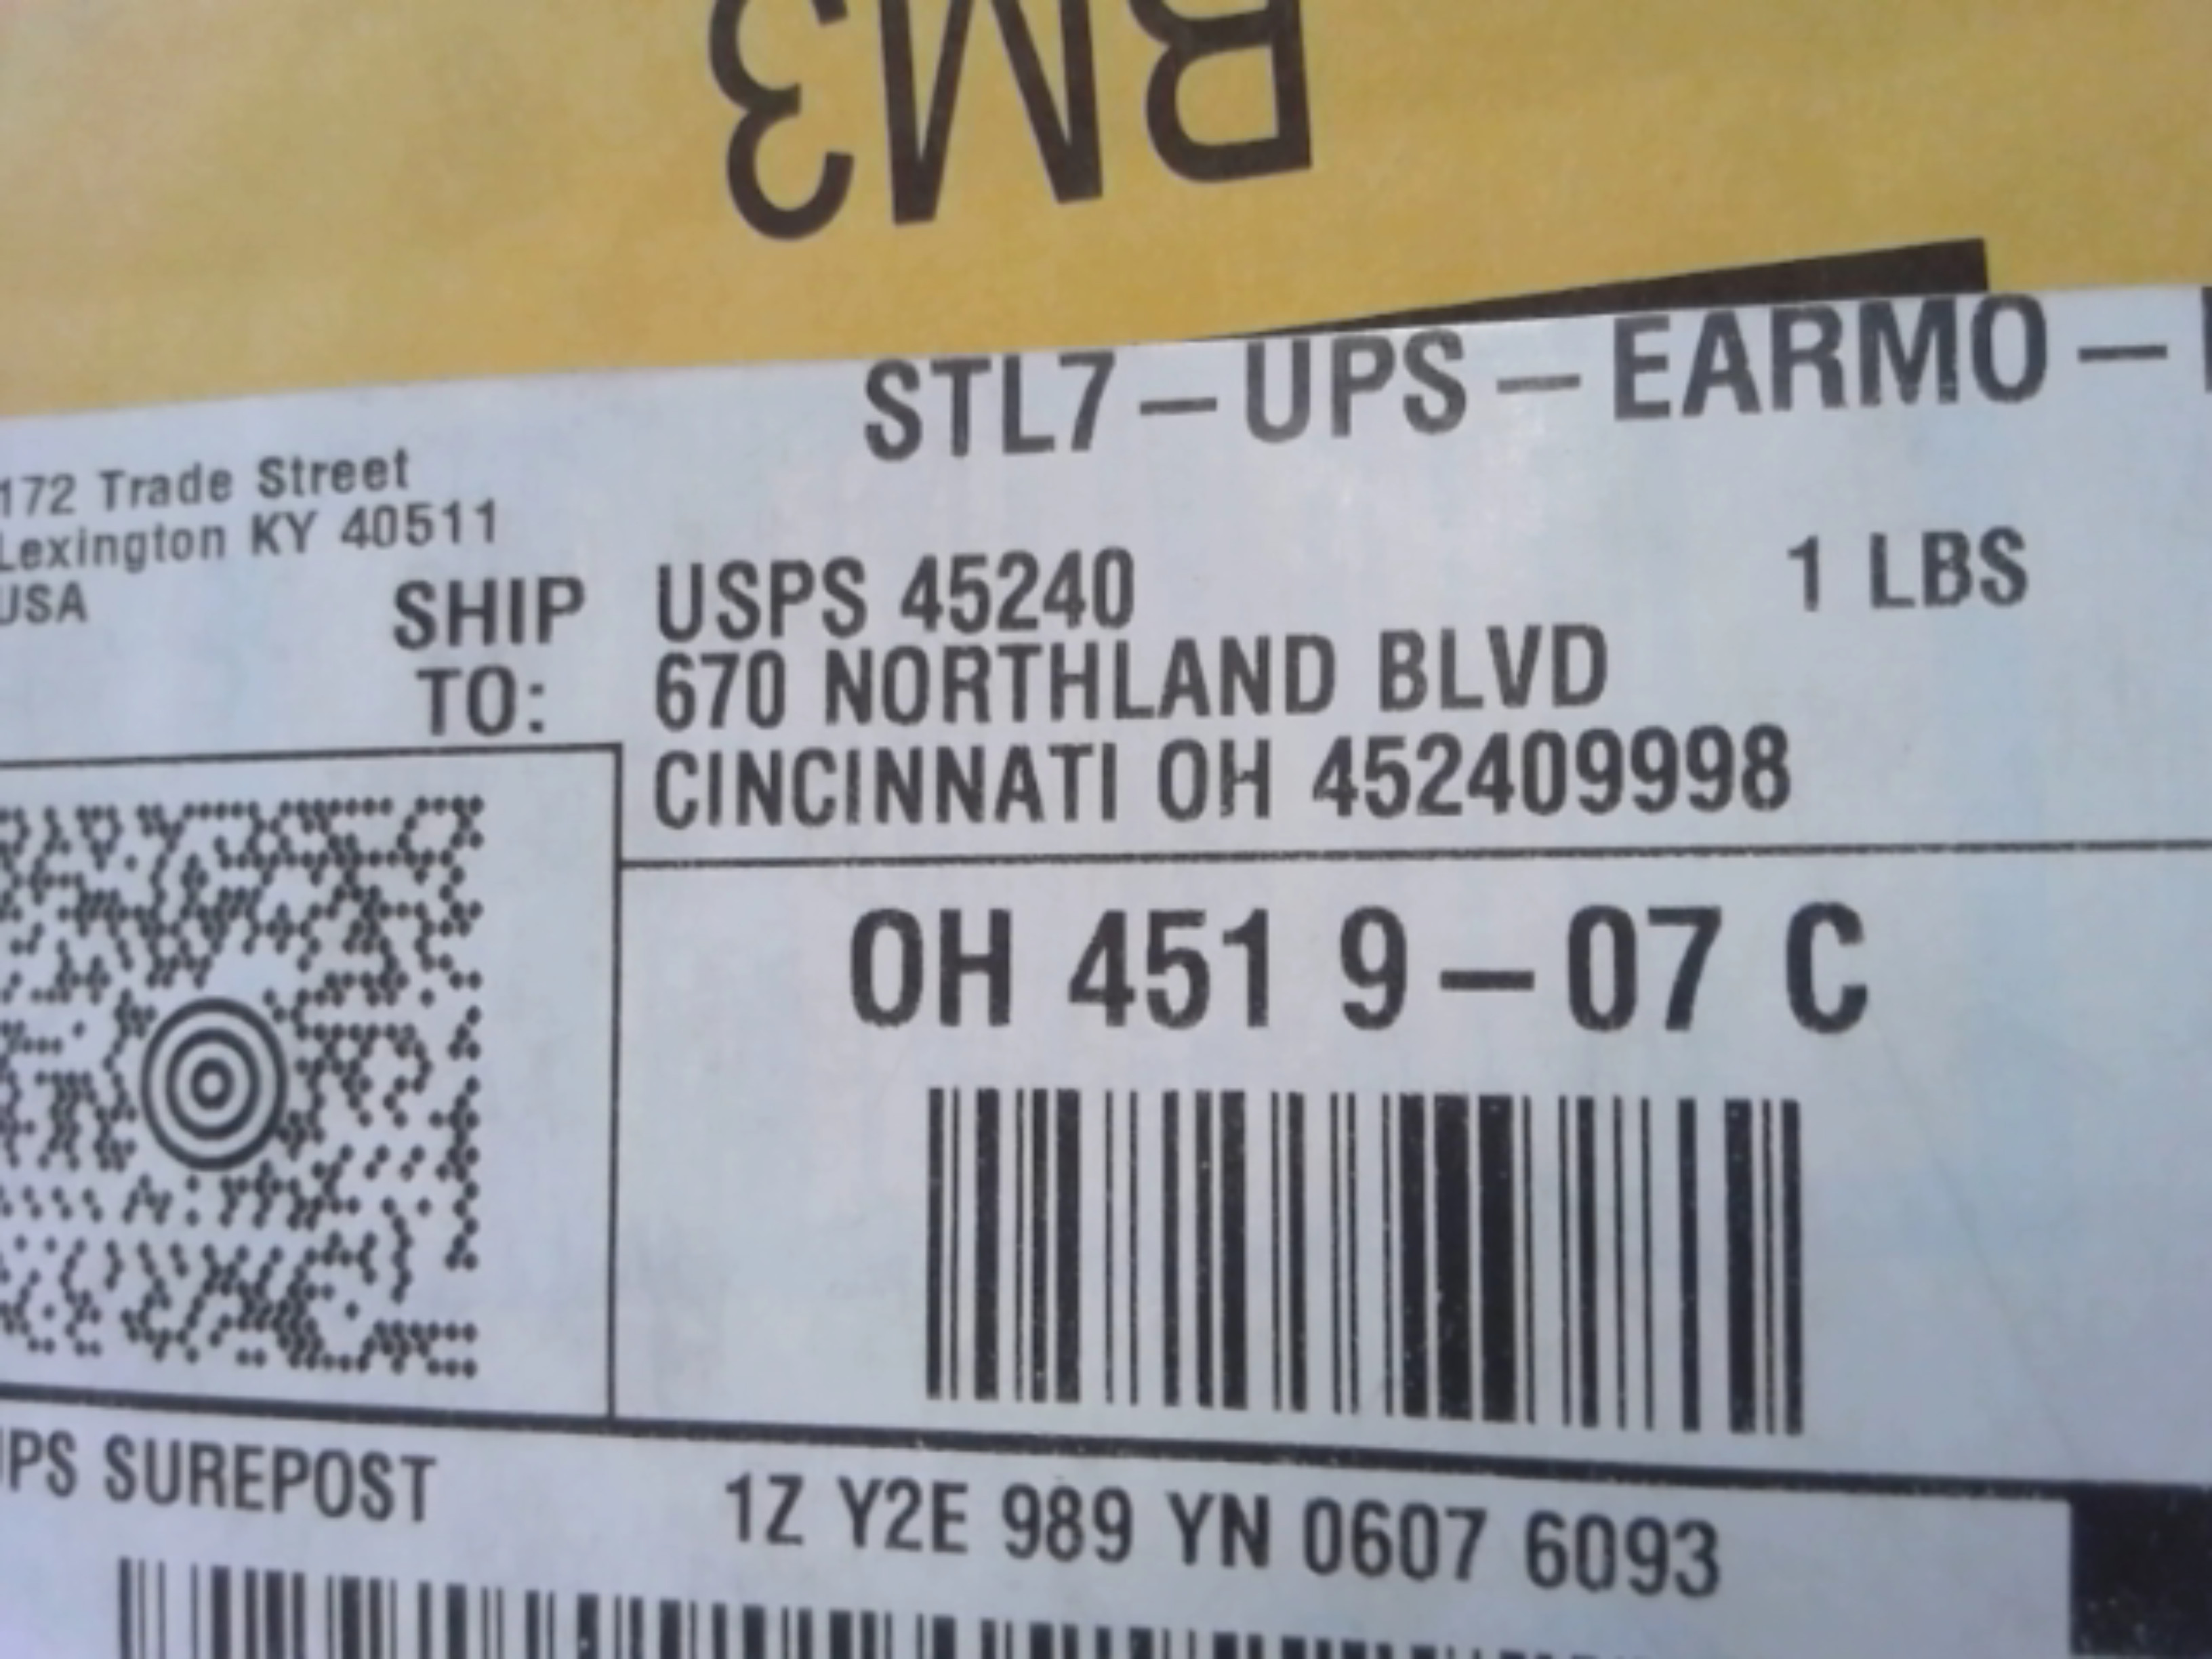 BM3
STL7-UPS-EARMO-
172 Trade Street
Lexington KY 40511
USA
SHIP TO:
USPS 45240
670 NORTHLAND BLVD
CINCINNATI OH 452409998
1 LBS
OH 451 9-07 C
UPS SUREPOST
1Z Y2E 989 YN 0607 6093